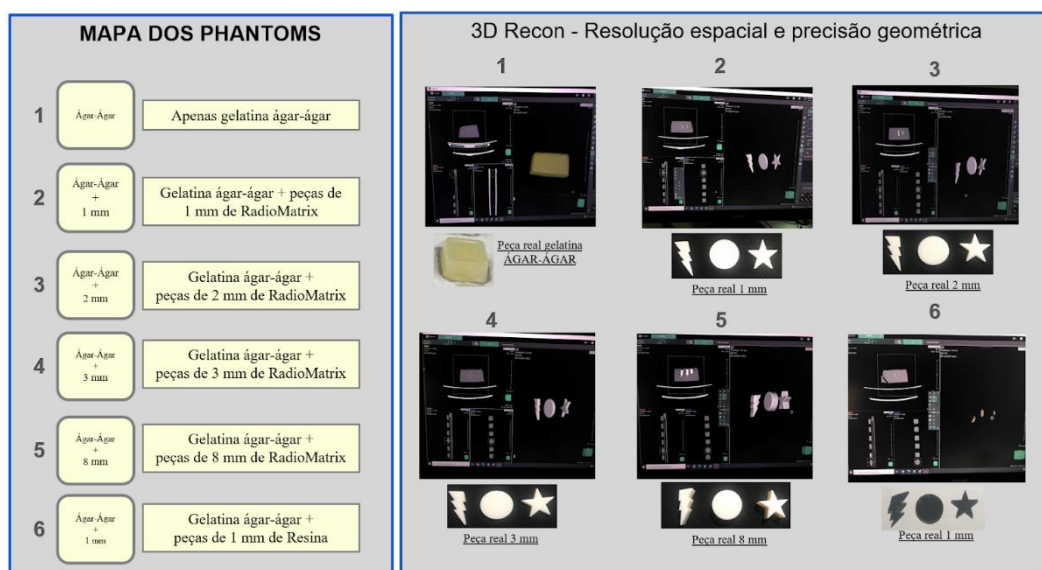 MAPA DOS PHANTOMS
1
Ágar-Ágar
Apenas gelatina ágar-ágar
2
Ágar-Ágar
+
1 mm
Gelatina ágar-ágar + peças de
1 mm de RadioMatrix
3
Ágar-Ágar
+
2 mm
Gelatina ágar-ágar +
peças de 2 mm de RadioMatrix
4
Ágar-Ágar
+
3 mm
Gelatina ágar-ágar +
peças de 3 mm de RadioMatrix
5
Ágar-Ágar
+
8 mm
Gelatina ágar-ágar +
peças de 8 mm de RadioMatrix
6
Ágar-Ágar
+
1 mm
Gelatina ágar-ágar +
peças de 1 mm de Resina
3D Recon - Resolução espacial e precisão geométrica
1
2
3
Peça real gelatina
ÁGAR-ÁGAR
Peça real 1 mm
Peça real 2 mm
4
5
6
Peça real 3 mm
Peça real 8 mm
Peça real 1 mm